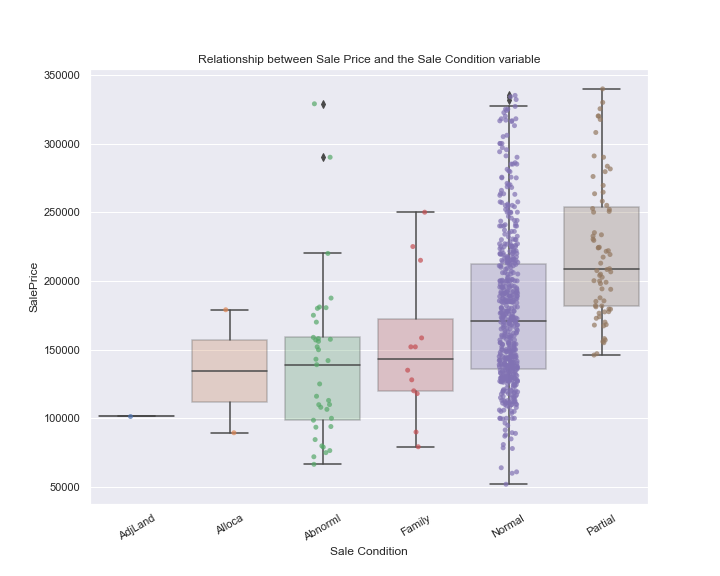 Relationship between Sale Price and the Sale Condition variable
350000
300000
250000
200000
150000
100000
50000
SalePrice
AdjLand
Alloca
Abnorml
Family
Normal
Partial
Sale Condition